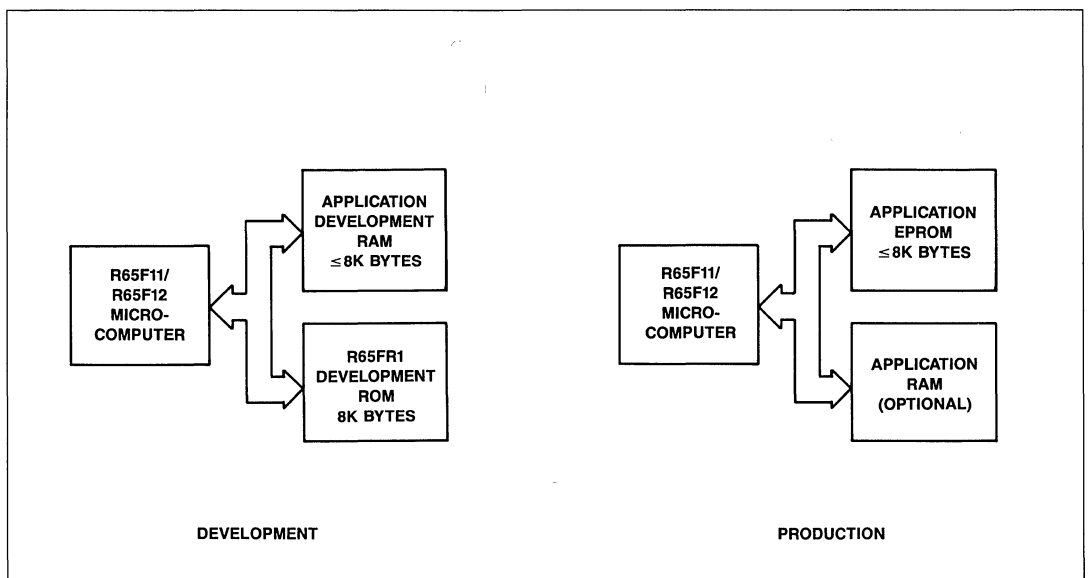 APPLICATION
DEVELOPMENT
RAM
≤8K BYTES
R65F11/
R65F12
MICRO-
COMPUTER
R65FR1
DEVELOPMENT
ROM
8K BYTES
DEVELOPMENT
APPLICATION
EPROM
≤8K BYTES
R65F11/
R65F12
MICRO-
COMPUTER
APPLICATION
RAM
(OPTIONAL)
PRODUCTION